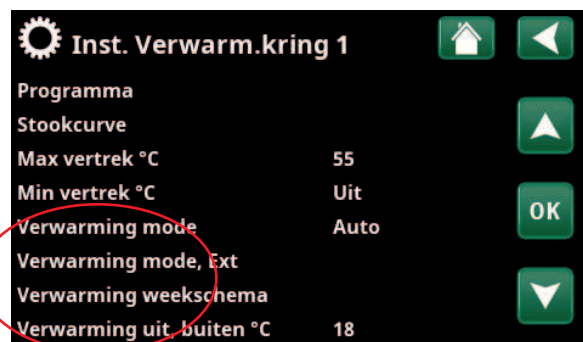 Inst. Verwarm.kring 1
Programma
Stookcurve
Max vertrek °C 55
Min vertrek °C Uit
Verwarming mode Auto
OK
Verwarming mode, Ext
Verwarming weekschema
Verwarming uit, buiten °C 18